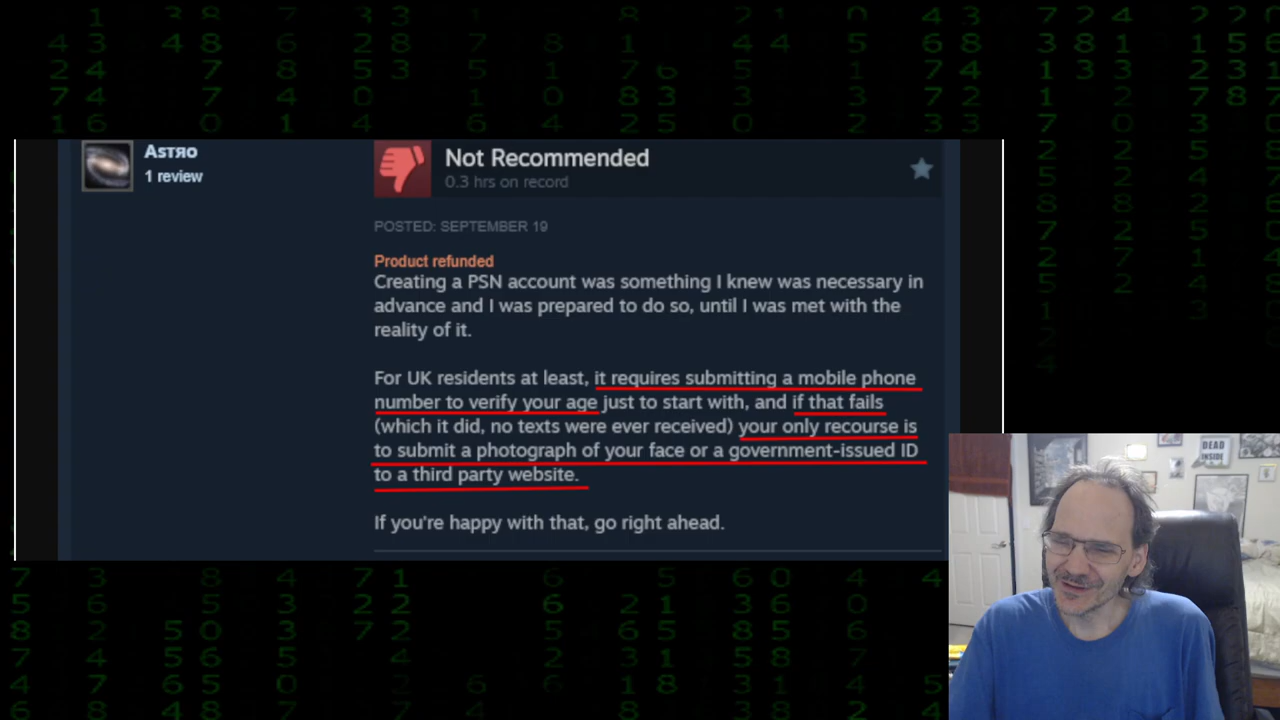 Astяo
1 review
Not Recommended
0.3 hrs on record
POSTED: SEPTEMBER 19
Product refunded
Creating a PSN account was something I knew was necessary in
advance and I was prepared to do so, until I was met with the
reality of it.
For UK residents at least, it requires submitting a mobile phone
number to verify your age just to start with, and if that fails
(which it did, no texts were ever received) your only recourse is
to submit a photograph of your face or a government-issued ID
to a third party website.
If you're happy with that, go right ahead.
DEAD
INSIDE